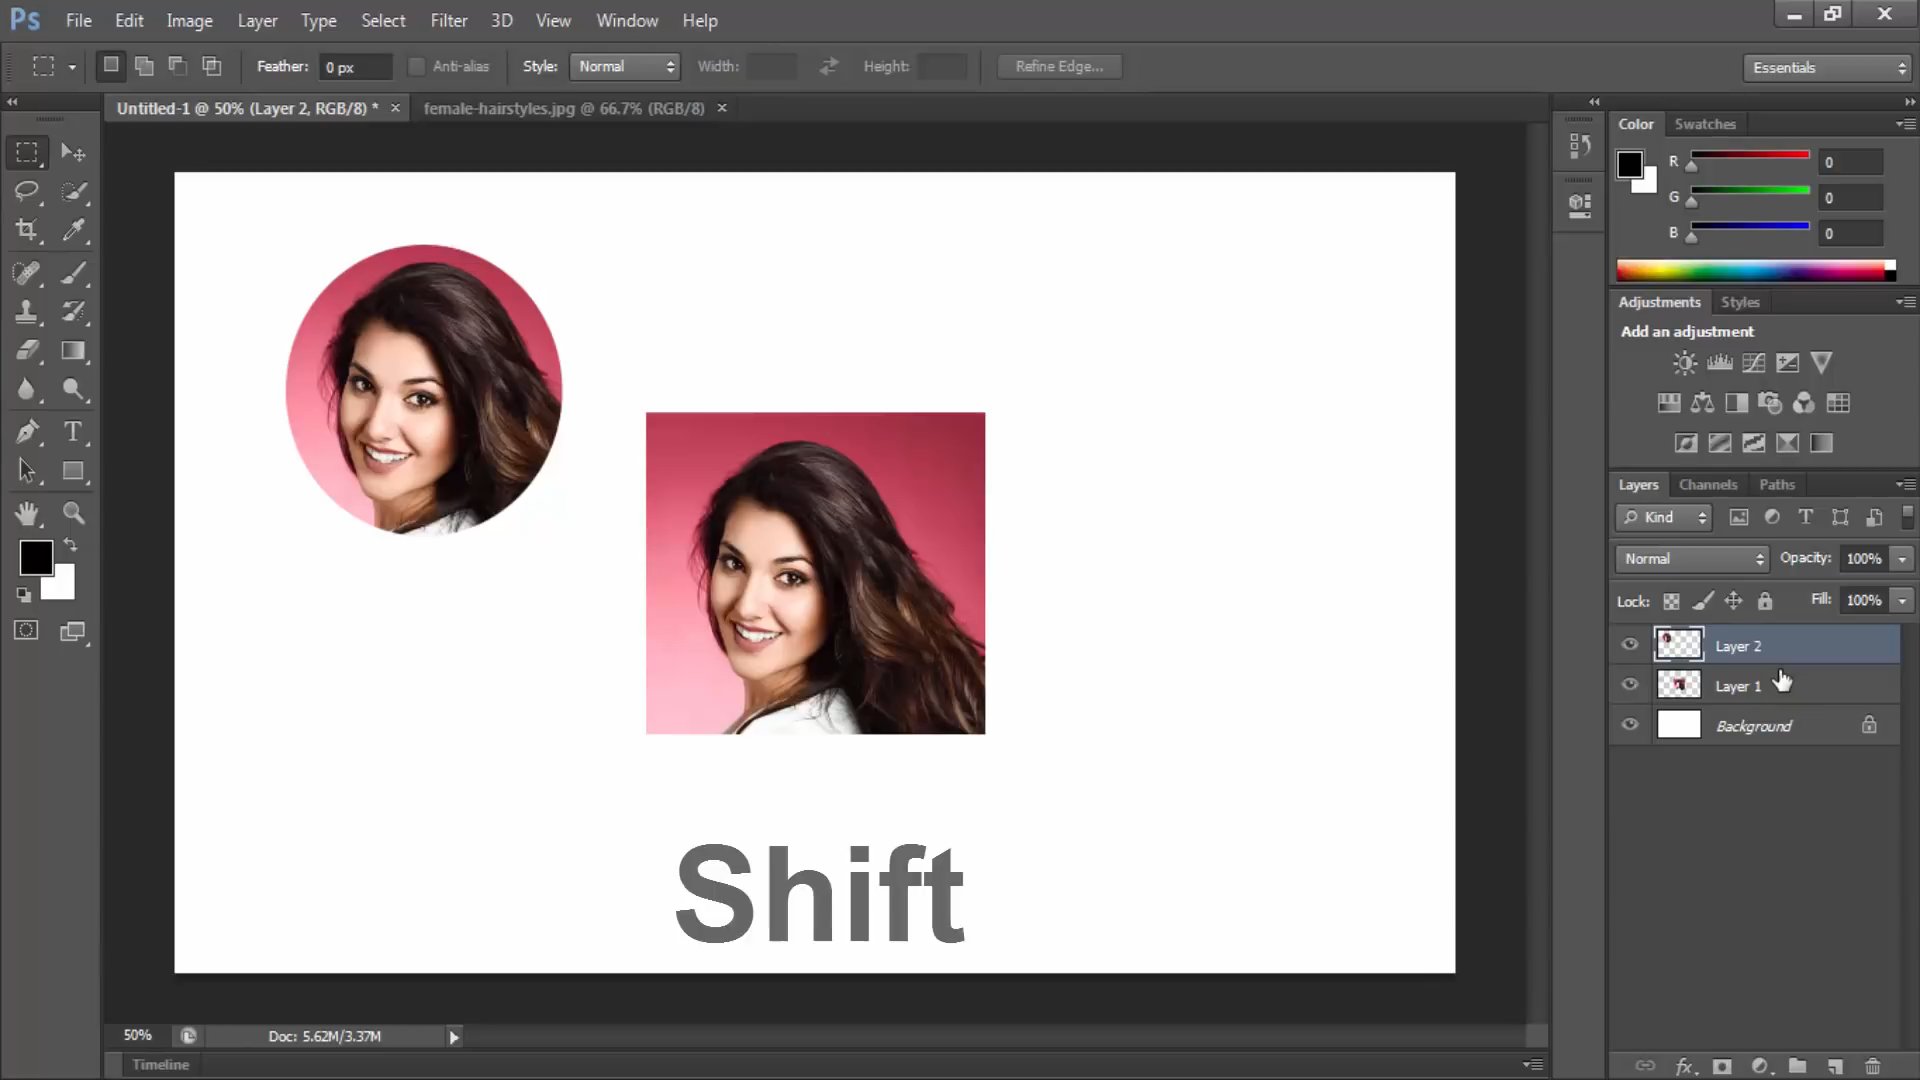 Ps File Edit Image Layer Type Select Filter 3D View Window Help
Feather: 0 px Anti-alias Style: Normal Width: Height: Refine Edge... Essentials
Untitled-1 @ 50% (Layer 2, RGB/8) * × female-hairstyles.jpg @ 66.7% (RGB/8) ×
Color Swatches
R 0
G 0
B 0
Adjustments Styles
Add an adjustment
Layers Channels Paths
Kind T
Normal Opacity: 100%
Lock: Fill: 100%
Layer 2
Layer 1
Background
T
Shift
50% Doc: 5.62M/3.37M
Timeline
fx